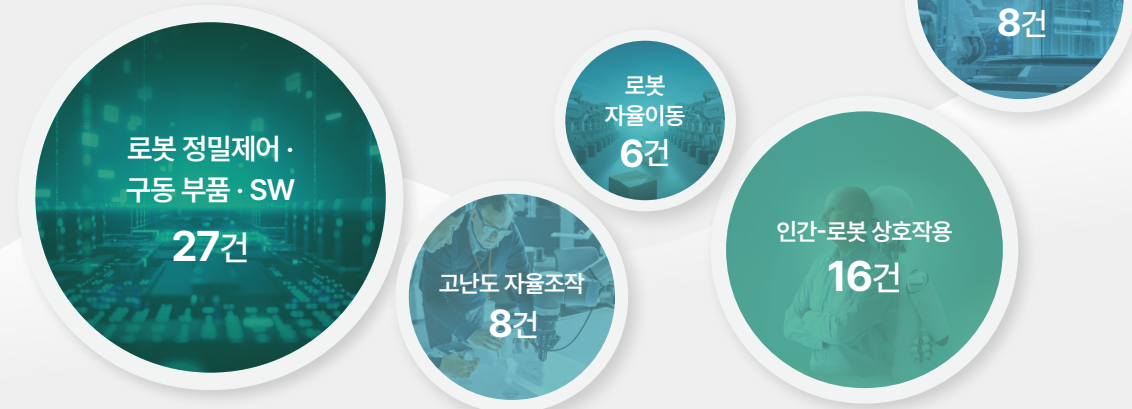 로봇 정밀제어 ·
구동 부품 · SW
27건
고난도 자율조작
8건
로봇
자율이동
6건
인간-로봇 상호작용
16건
8건